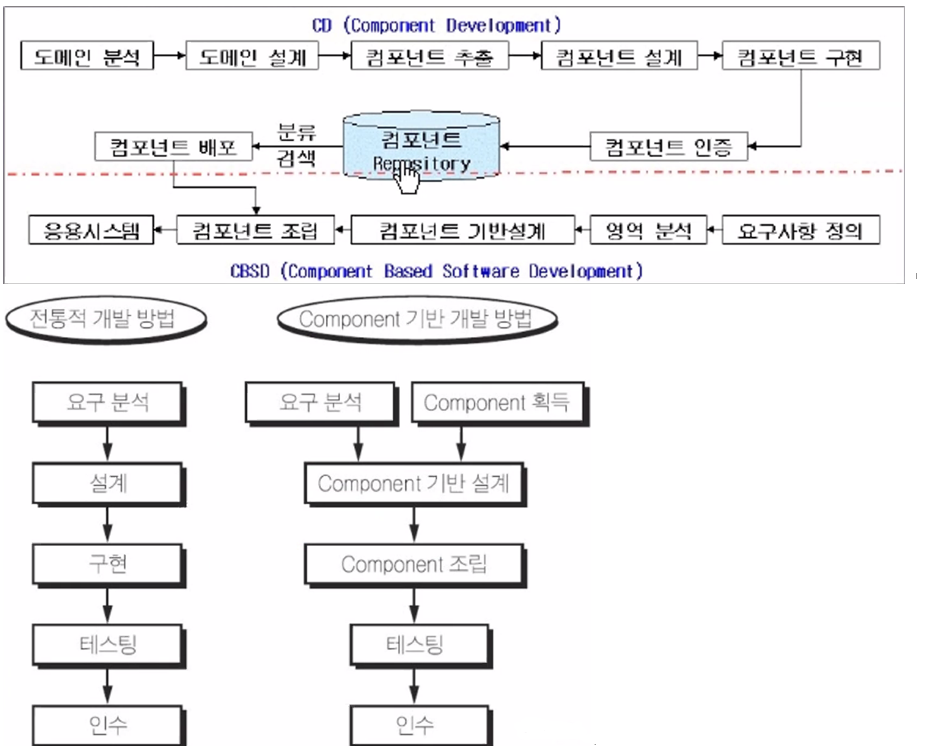 CD (Component Development)
도메인 분석 도메인 설계 컴포넌트 추출 컴포넌트 설계 컴포넌트 구현
컴포넌트 배포 분류 검색 컴포넌트 Repository 컴포넌트 인증
응용시스템 컴포넌트 조립 컴포넌트 기반설계 영역 분석 요구사항 정의
CBSD (Component Based Software Development)
전통적 개발 방법 Component 기반 개발 방법
요구 분석 요구 분석 Component 획득
설계 Component 기반 설계
구현 Component 조립
테스팅 테스팅
인수 인수